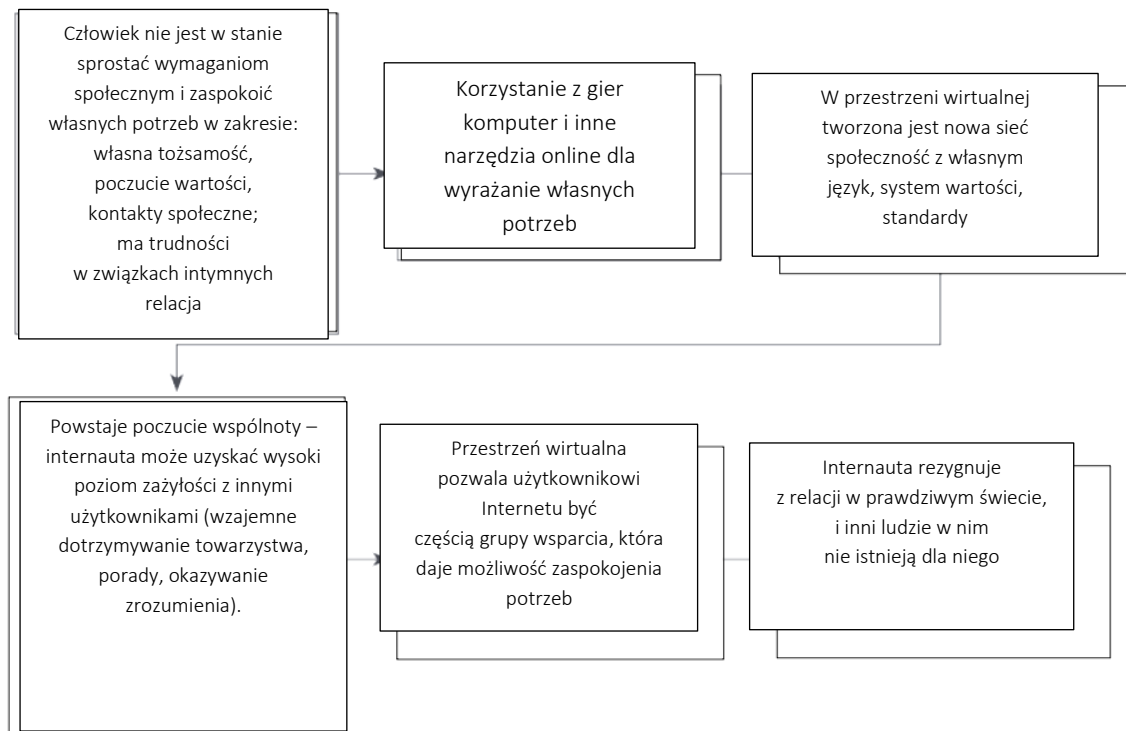 Człowiek nie jest w stanie
sprostać wymaganiom
społecznym i zaspokoić
własnych potrzeb w zakresie:
własna tożsamość,
poczucie wartości,
kontakty społeczne;
ma trudności
w związkach intymnych
relacja
Korzystanie z gier
komputer i inne
narzędzia online dla
wyrażanie własnych
potrzeb
W przestrzeni wirtualnej
tworzona jest nowa sieć
społeczność z własnym
język, system wartości,
standardy
Powstaje poczucie wspólnoty –
internauta może uzyskać wysoki
poziom zażyłości z innymi
użytkownikami (wzajemne
dotrzymywanie towarzystwa,
porady, okazywanie
zrozumienia).
Przestrzeń wirtualna
pozwala użytkownikowi
Internetu być
częścią grupy wsparcia, która
daje możliwość zaspokojenia
potrzeb
Internauta rezygnuje
z relacji w prawdziwym świecie,
i inni ludzie w nim
nie istnieją dla niego